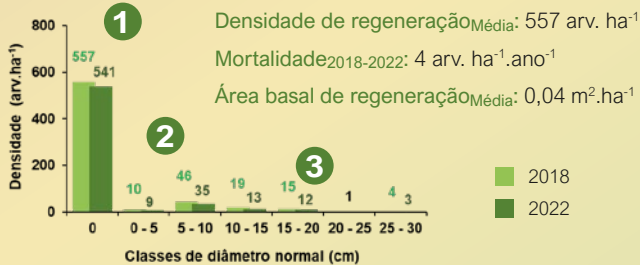 1
Densidade de regeneraçãoMédia: 557 arv. ha-1
Mortalidade2018-2022: 4 arv. ha-1.ano-1
Área basal de regeneraçãoMédia: 0,04 m2.ha-1
Densidade (arv.ha-1)
800
600
400
200
0
557
541
2
3
10
9
46
35
19
13
15
12
1
4
3
0
0 - 5
5 - 10
10 - 15
15 - 20
20 - 25
25 - 30
Classes de diâmetro normal (cm)
2018
2022